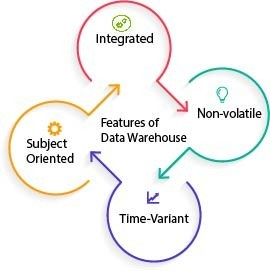 Integrated
Non-volatile
Features of
Data Warehouse
Subject
Oriented
Time-Variant